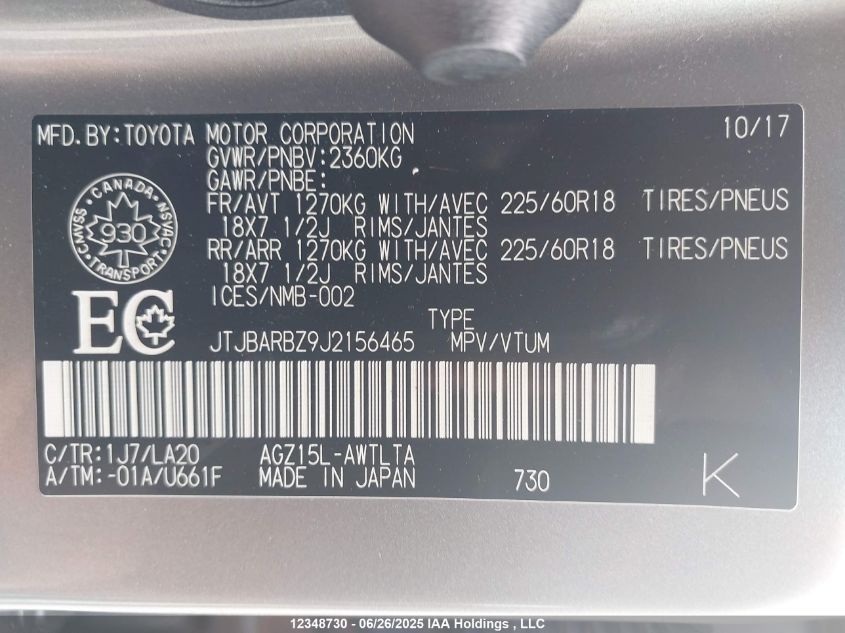 MFD. BY: TOYOTA MOTOR CORPORATION 10/17
GVWR/PNBV: 2360KG
GAWR/PNBE:
FR/AVT 1270KG WITH/AVEC 225/60R18 TIRES/PNEUS
18X7 1/2J RIMS/JANTES
RR/ARR 1270KG WITH/AVEC 225/60R18 TIRES/PNEUS
18X7 1/2J RIMS/JANTES
ICES/NMB-002
CANADA
NSVAC
930
TRANSPORT
CMVSS
EC
TYPE
JTJBARBZ9J2156465 MPV/VTUM
C/TR: 1J7/LA20 AGZ15L-AWTLTA
A/TM: -01A/U661F MADE IN JAPAN 730 K
12348730 - 06/26/2025 IAA Holdings , LLC